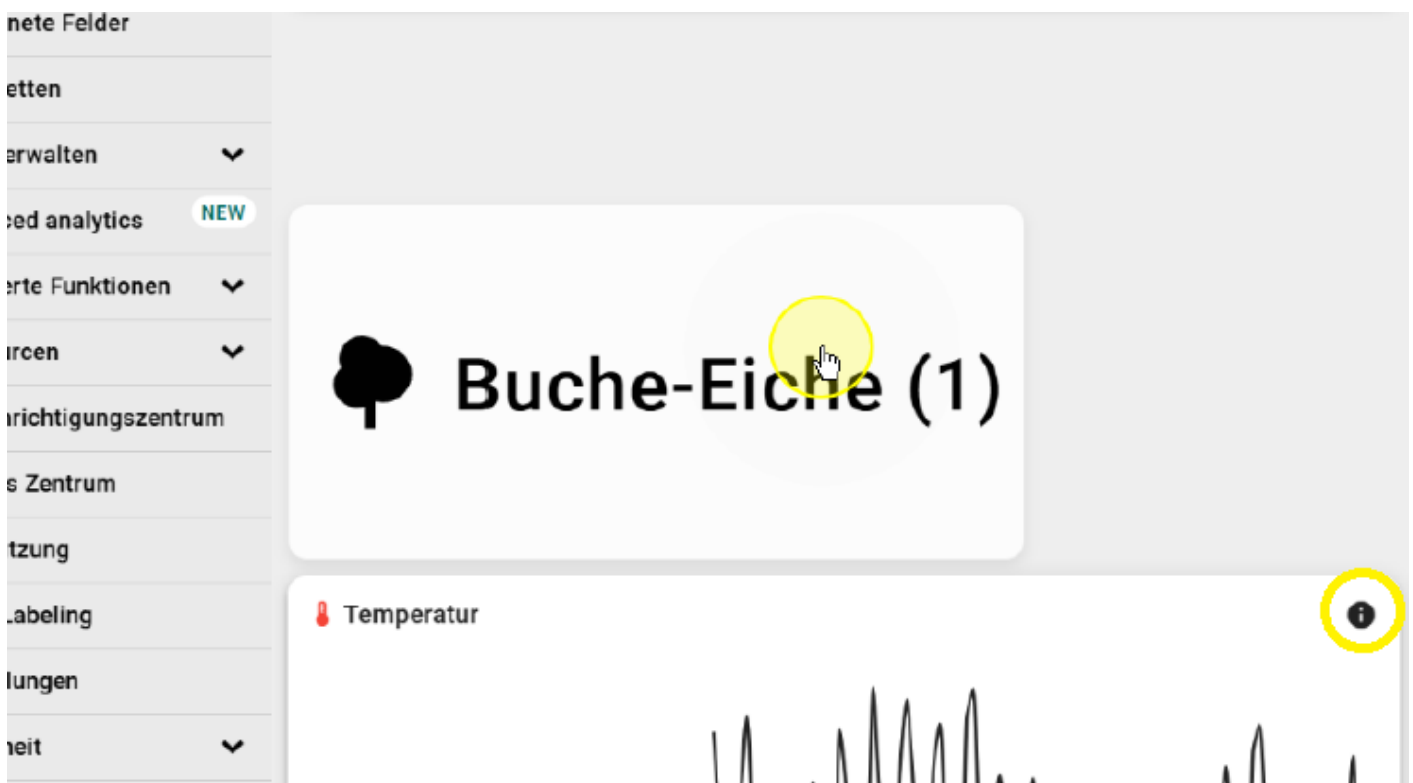 nete Felder
etten
erwalten
ced analytics NEW
erte Funktionen
urcen
hrichtigungszentrum
s Zentrum
tzung
Labeling
lungen
heit
Buche-Eiche (1)
Temperatur